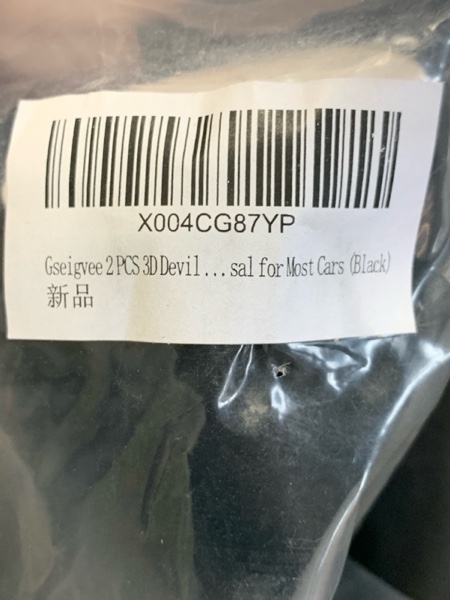 X004CG87YP
Gseigvee 2 PCS 3D Devil...sal for Most Cars (Black)
新品